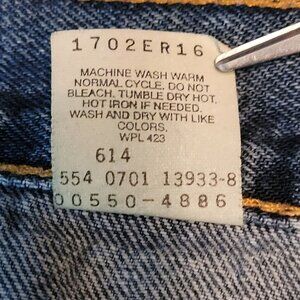 1702ER16
MACHINE WASH WARM
NORMAL CYCLE. DO NOT
BLEACH. TUMBLE DRY HOT.
HOT IRON IF NEEDED.
WASH AND DRY WITH LIKE
COLORS.
WPL 423
614
554 0701 13933-8
00550-4886